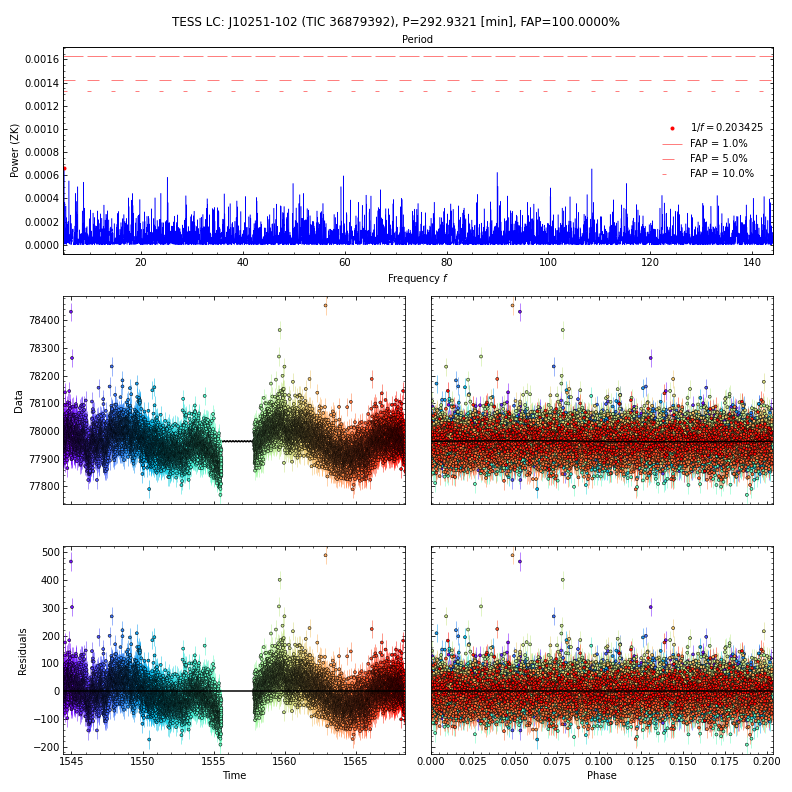 TESS LC: J10251-102 (TIC 36879392), P=292.9321 [min], FAP=100.0000%
Period
Power (ZK)
0.0016
0.0014
0.0012
0.0010
0.0008
0.0006
0.0004
0.0002
0.0000
1/f = 0.203425
FAP = 1.0%
FAP = 5.0%
FAP = 10.0%
20 40 60 80 100 120 140
Frequency f
Data
78400
78300
78200
78100
78000
77900
77800
Residuals
500
400
300
200
100
0
−100
−200
1545 1550 1555 1560 1565
Time
0.000 0.025 0.050 0.075 0.100 0.125 0.150 0.175 0.200
Phase